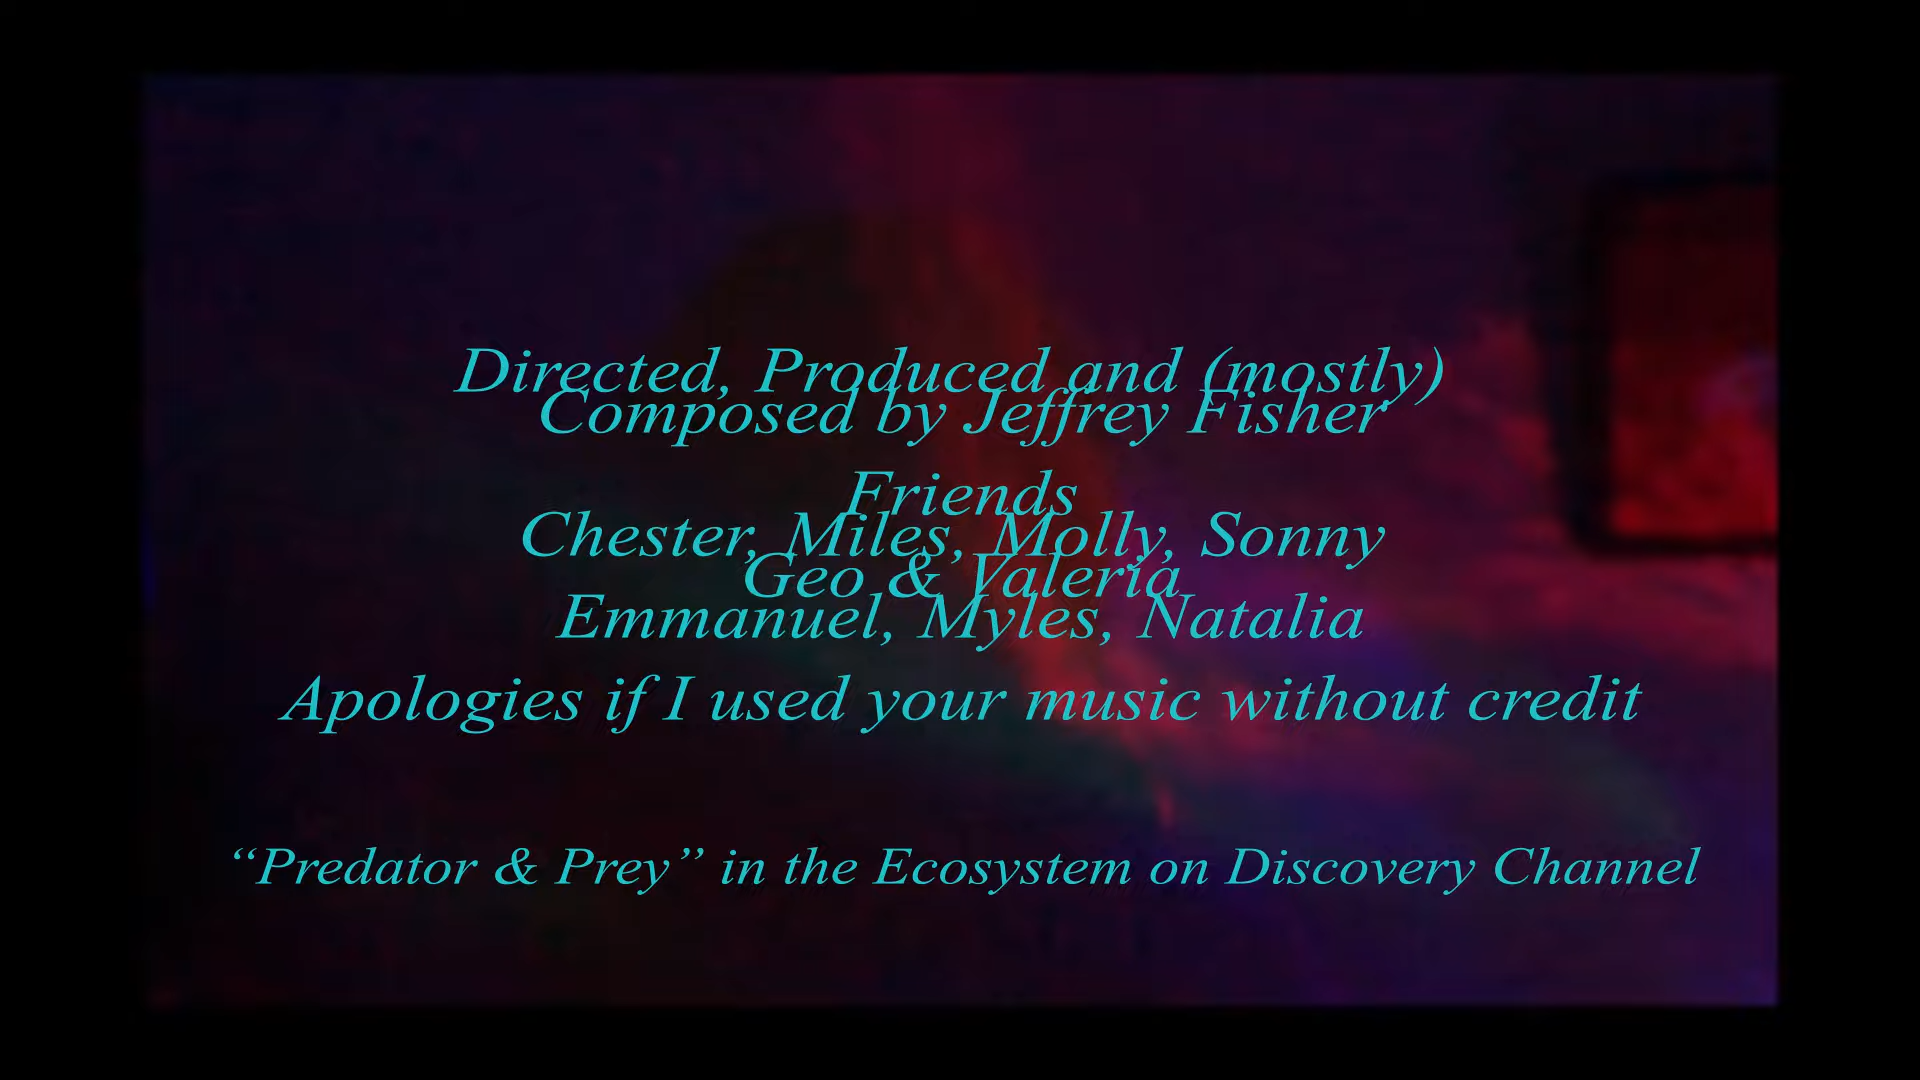 Directed, Produced and (mostly)
Composed by Jeffrey Fisher
Friends
Chester, Miles, Molly, Sonny
Geo & Valeria
Emmanuel, Myles, Natalia
Apologies if I used your music without credit
“Predator & Prey” in the Ecosystem on Discovery Channel